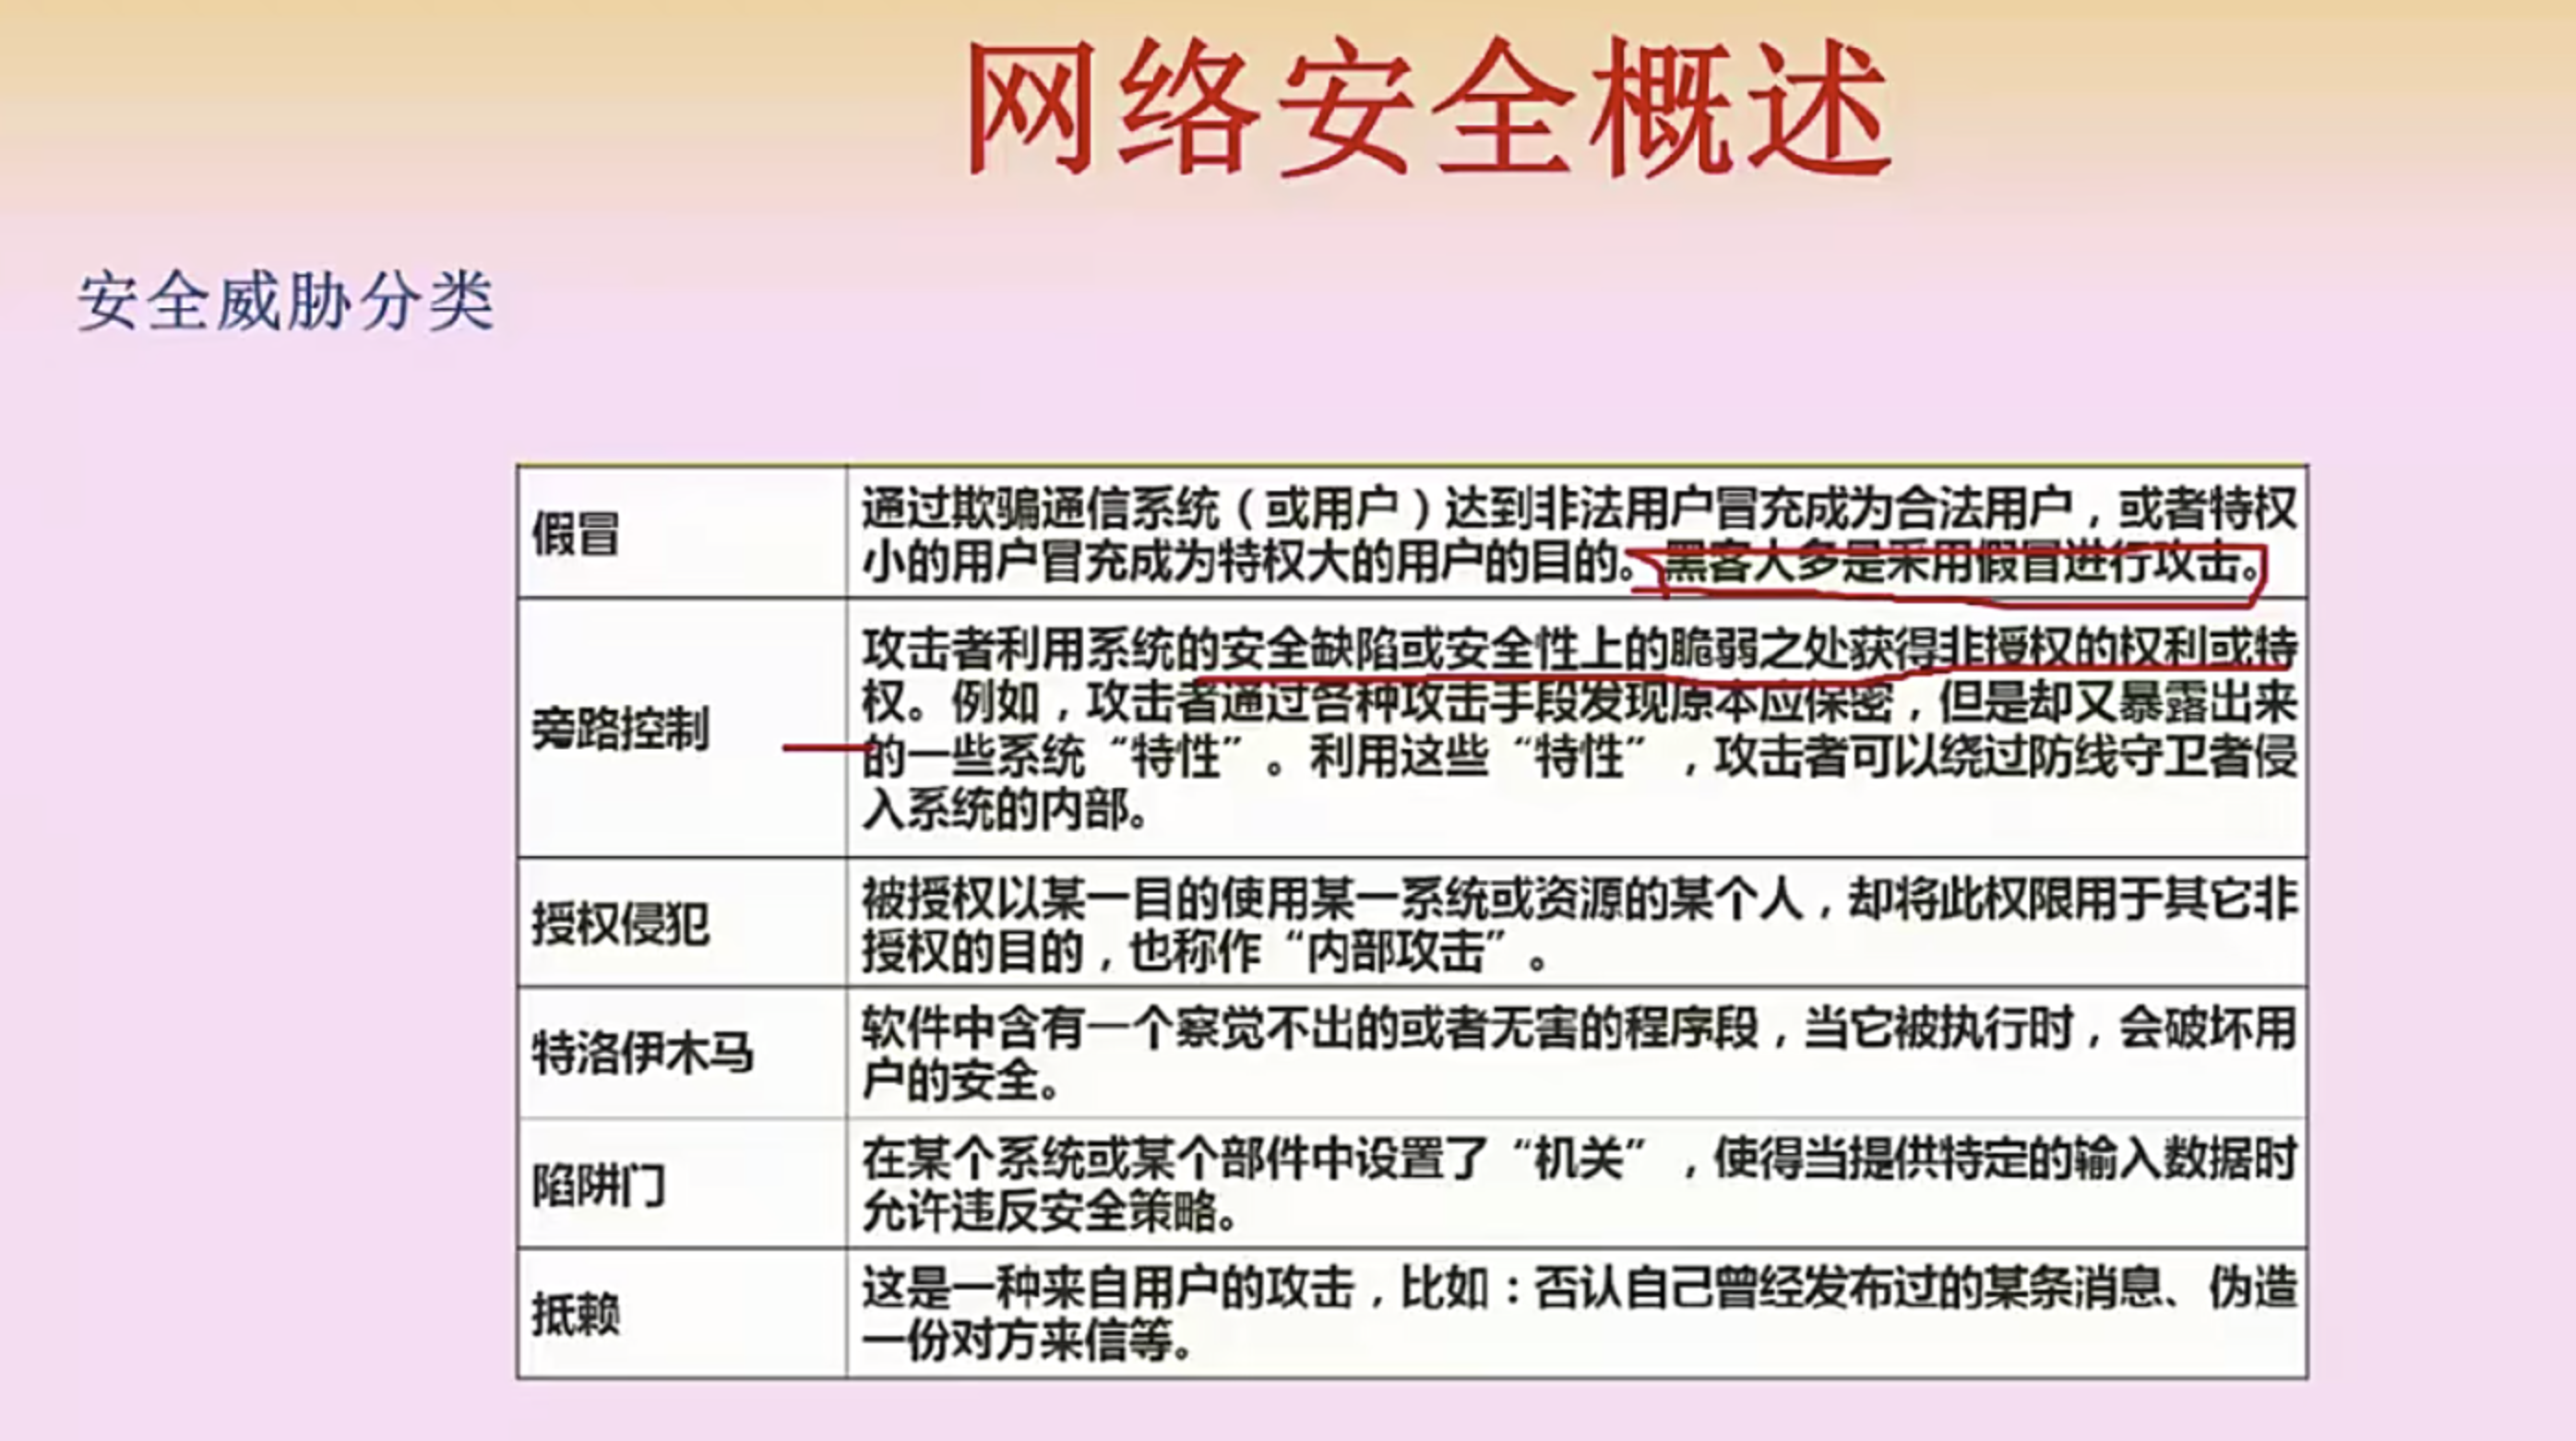 网络安全概述
安全威胁分类
假冒
通过欺骗通信系统（或用户）达到非法用户冒充成为合法用户，或者特权
小的用户冒充成为特权大的用户的目的。黑客大多是采用假冒进行攻击。
旁路控制
攻击者利用系统的安全缺陷或安全性上的脆弱之处获得非授权的权利或特
权。例如，攻击者通过各种攻击手段发现原本应保密，但是却又暴露出来
的一些系统“特性”。利用这些“特性”，攻击者可以绕过防线守卫者侵
入系统的内部。
授权侵犯
被授权以某一目的使用某一系统或资源的某个人，却将此权限用于其它非
授权的目的，也称作“内部攻击”。
特洛伊木马
软件中含有一个察觉不出的或者无害的程序段，当它被执行时，会破坏用
户的安全。
陷阱门
在某个系统或某个部件中设置了“机关”，使得当提供特定的输入数据时
允许违反安全策略。
抵赖
这是一种来自用户的攻击，比如：否认自己曾经发布过的某条消息、伪造
一份对方来信等。